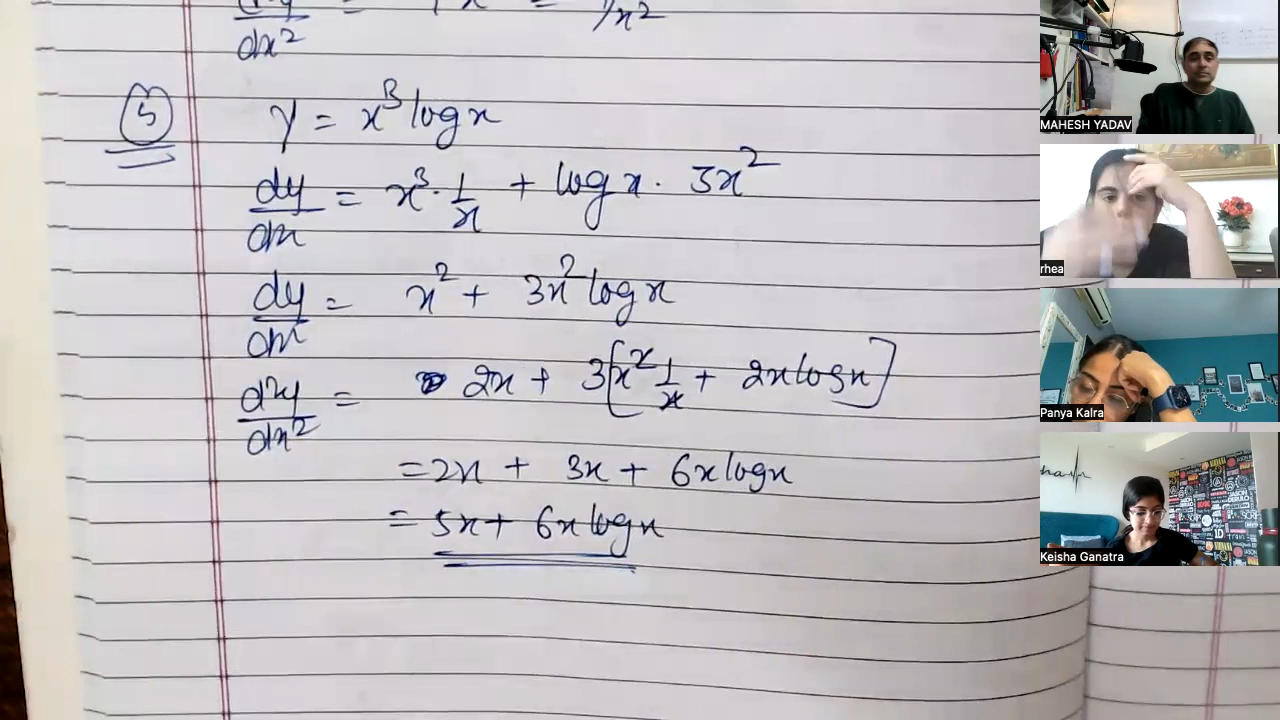 dx² = 1/x²
⑤ y = x³ log x
dy/dx = x³ · 1/x + log x · 3x²
dy/dx = x² + 3x² log x
d²y/dx² = 2x + 3[x² 1/x + 2x log x]
= 2x + 3x + 6x log x
= 5x + 6x log x
MAHESH YADAV
rhea
Panya Kalra
Keisha Ganatra